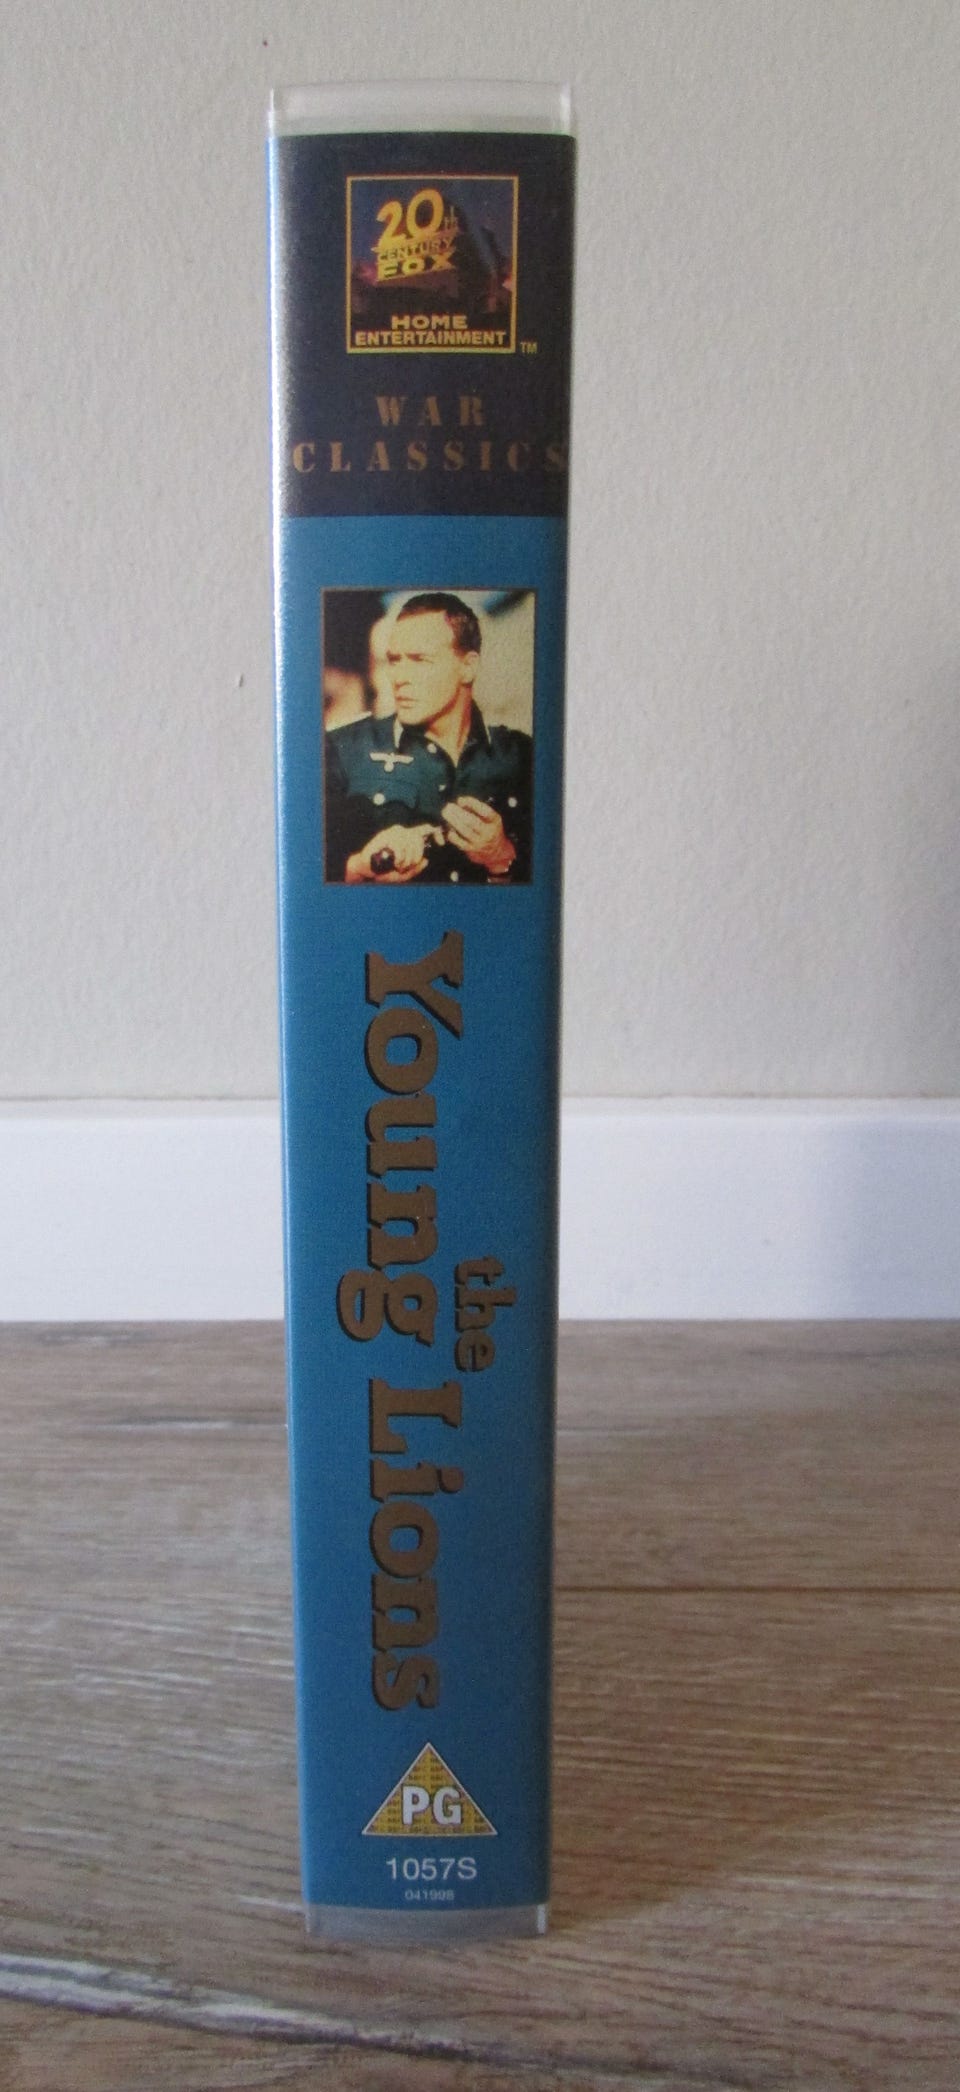 20th
CENTURY
FOX
HOME
ENTERTAINMENT
TM
WAR
CLASSICS
the
Young Lions
PG
1057S
041998